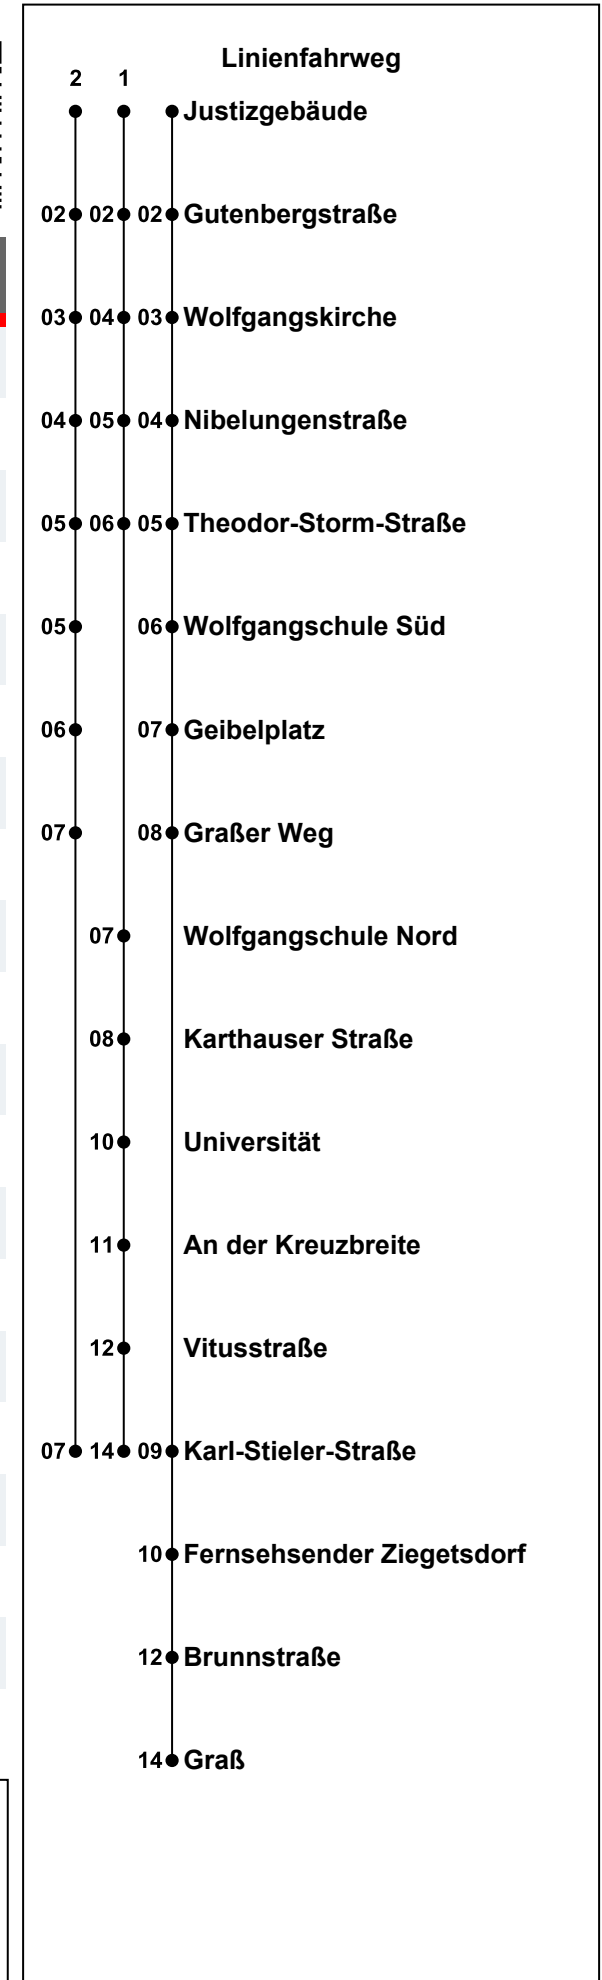 Linienfahrweg
2 1
Justizgebäude
02 02 02 Gutenbergstraße
03 04 03 Wolfgangskirche
04 05 04 Nibelungenstraße
05 06 05 Theodor-Storm-Straße
05 06 Wolfgangschule Süd
06 07 Geibelplatz
07 08 Graßer Weg
07 Wolfgangschule Nord
08 Karthauser Straße
10 Universität
11 An der Kreuzbreite
12 Vitusstraße
07 14 09 Karl-Stieler-Straße
10 Fernsehsender Ziegetsdorf
12 Brunnstraße
14 Graß